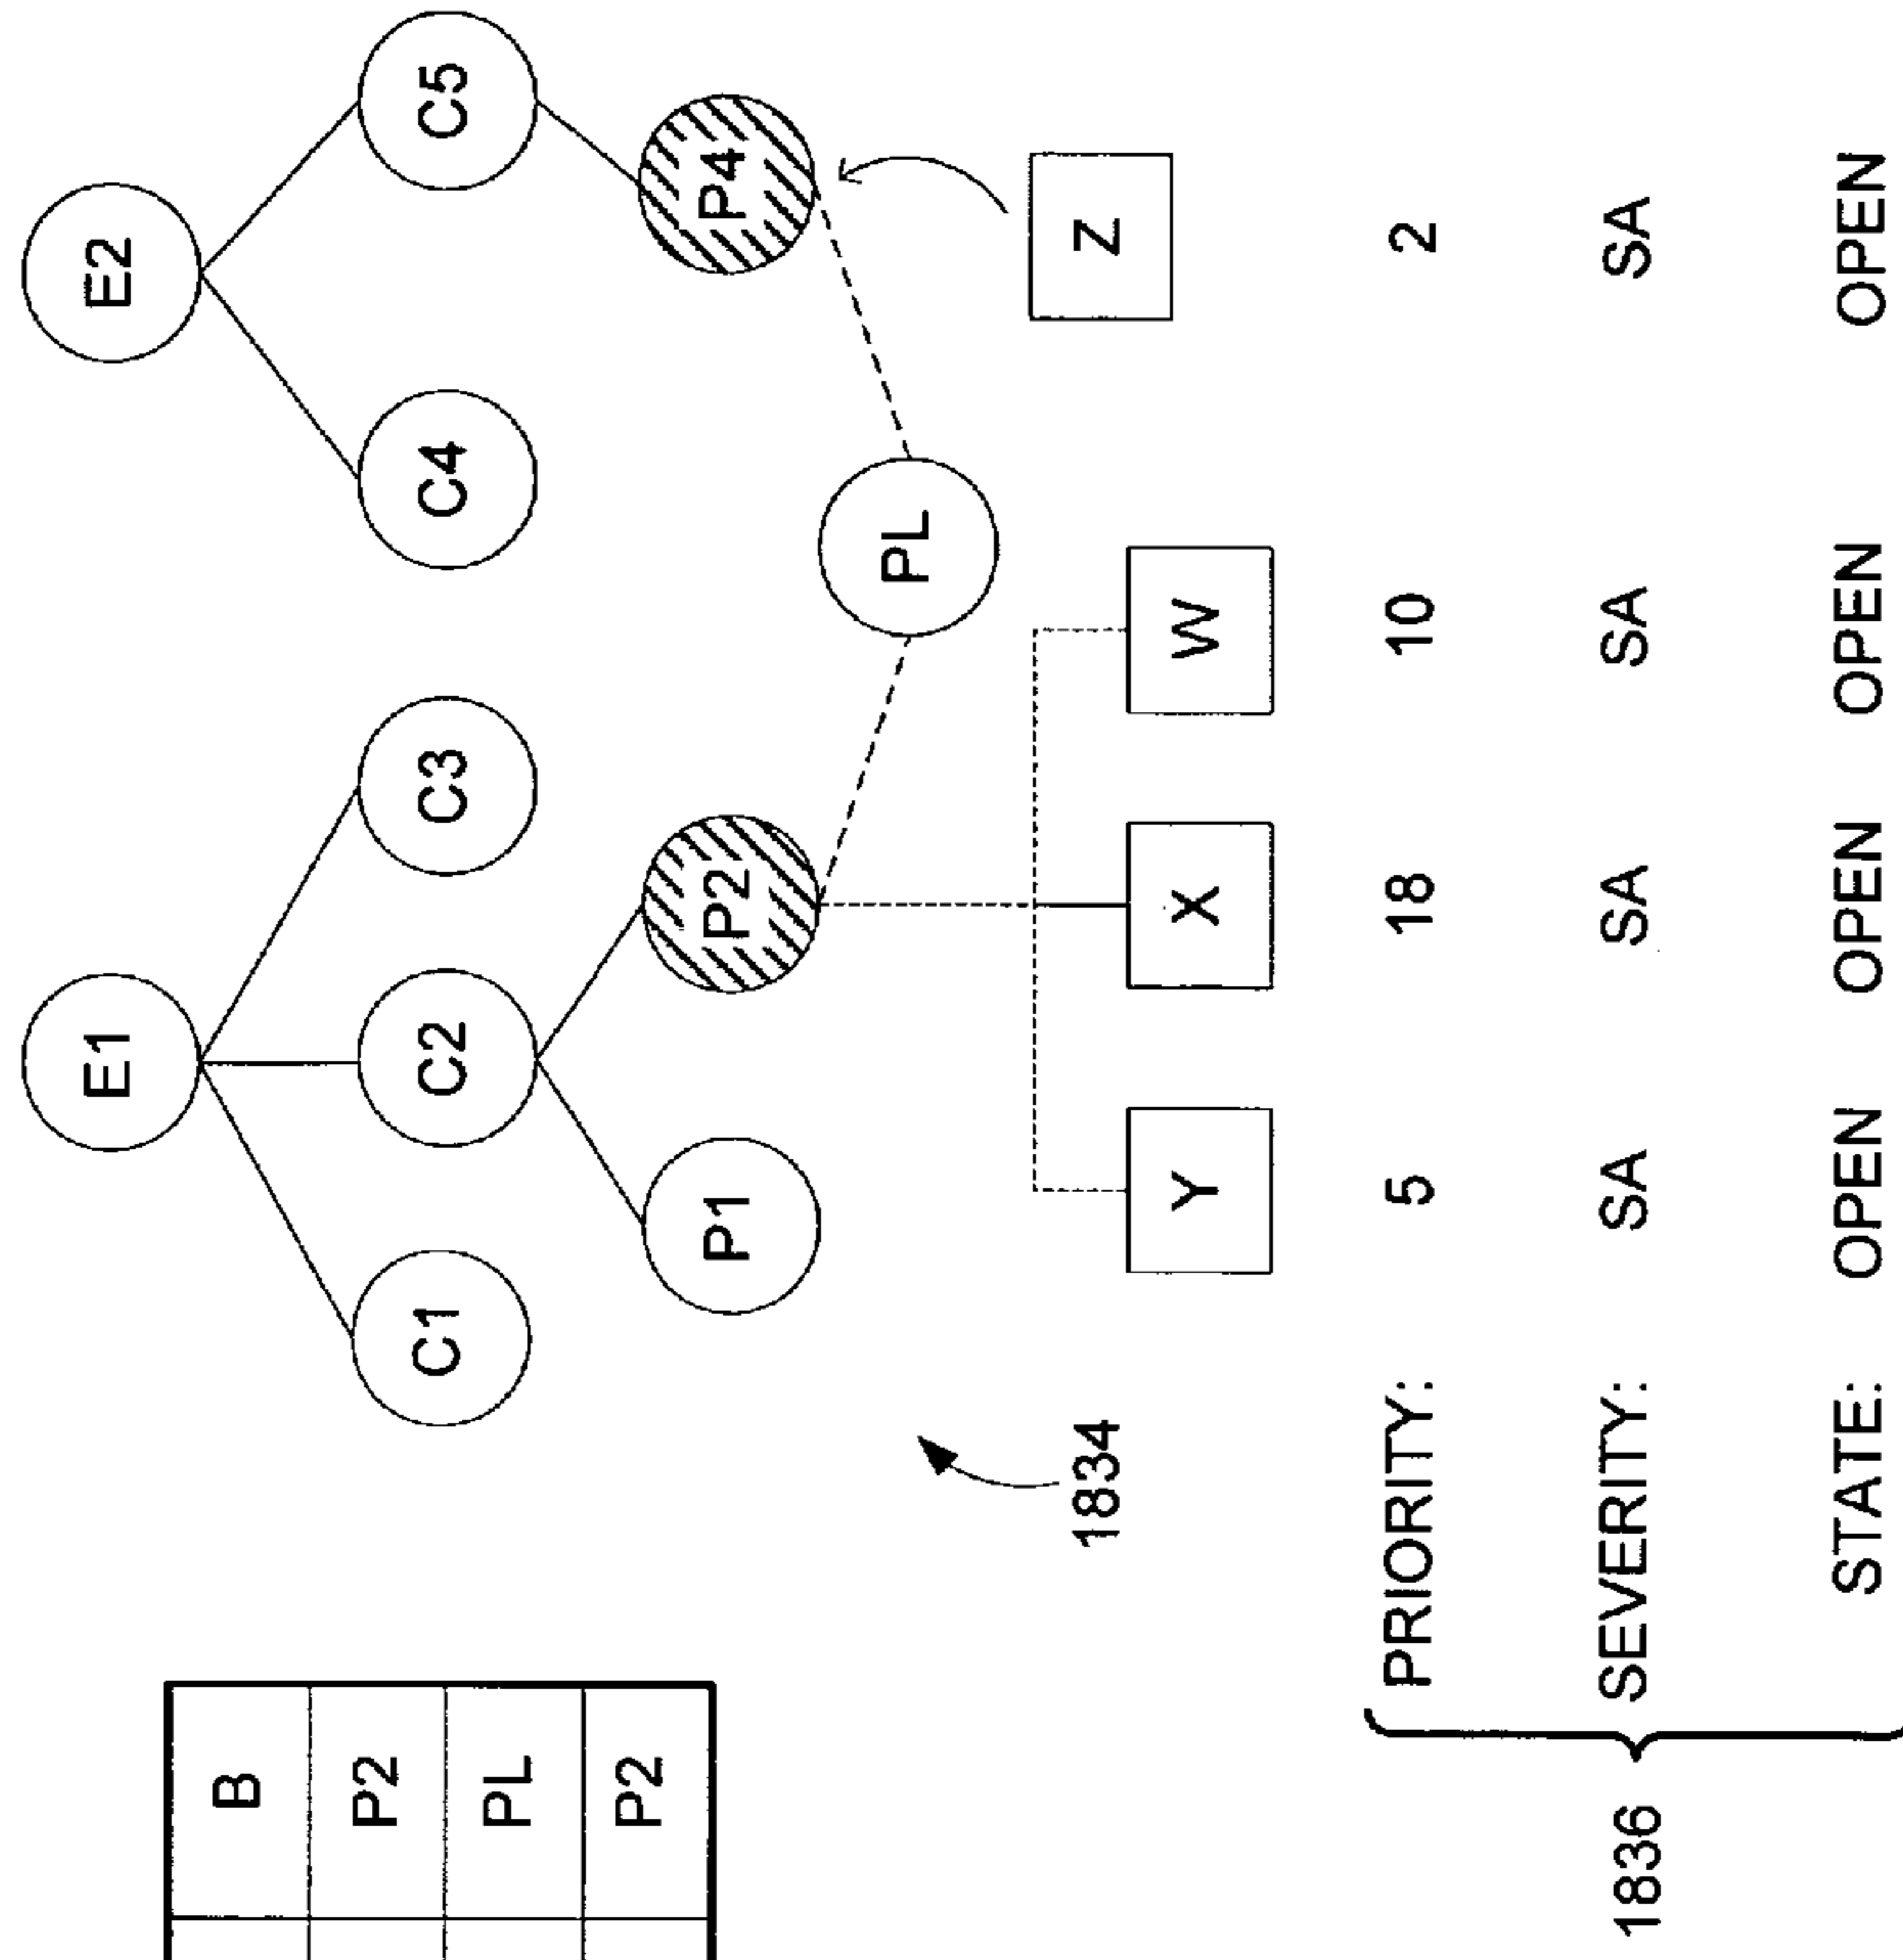 B
P2
PL
P2
E1 E2
C1 C2 C3 C4 C5
P1 P2 P4
PL
1834
Y X W Z
PRIORITY: 5 18 10 2
1836 SEVERITY: SA SA SA SA
STATE: OPEN OPEN OPEN OPEN